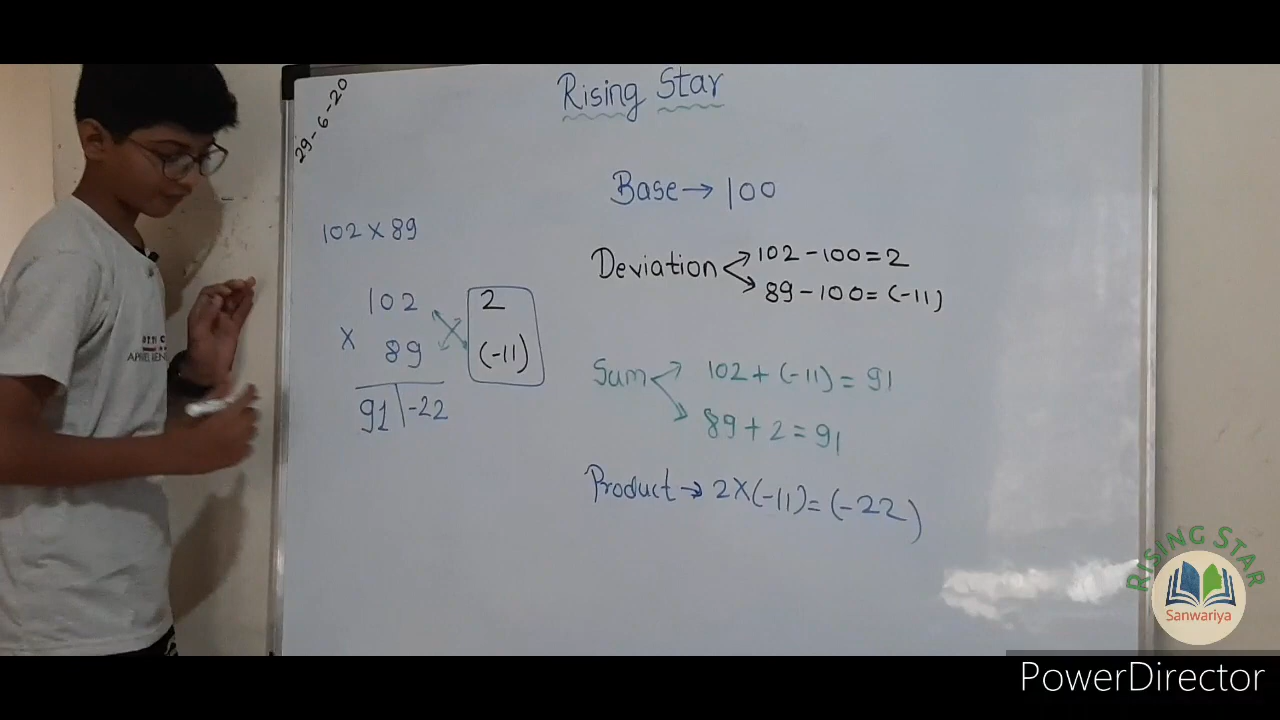 29-6-20
Rising Star
Base → 100
102 × 89
Deviation
102 - 100 = 2
89 - 100 = (-11)
102 2
× 89 (-11)
91 | -22
Sum
102 + (-11) = 91
89 + 2 = 91
Product → 2×(-11) = (-22)
RISING STAR
Sanwariya
PowerDirector